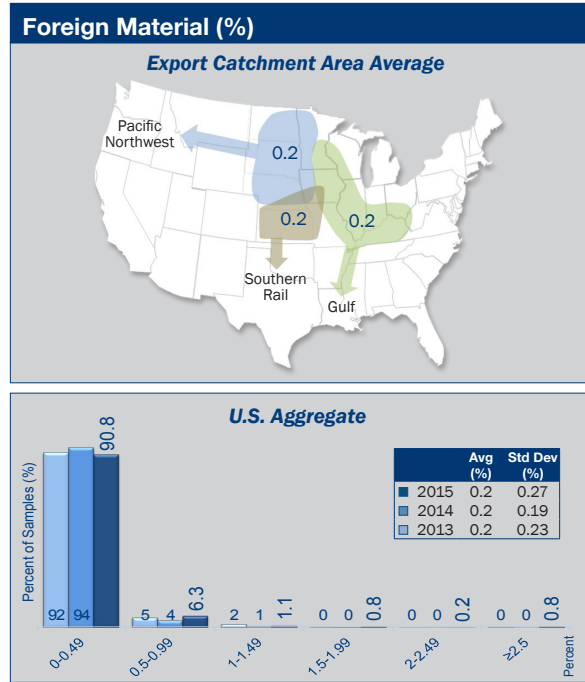 Foreign Material (%)
Export Catchment Area Average
Pacific
Northwest
0.2
0.2
0.2
Southern
Rail
Gulf
U.S. Aggregate
Percent of Samples (%)
Avg
(%)
Std Dev
(%)
2015 0.2 0.27
2014 0.2 0.19
2013 0.2 0.23
92 94 90.8
5 4 6.3
2 1 1.1
0 0 0.8
0 0 0.2
0 0 0.8
0-0.49
0.5-0.99
1-1.49
1.5-1.99
2-2.49
≥2.5
Percent